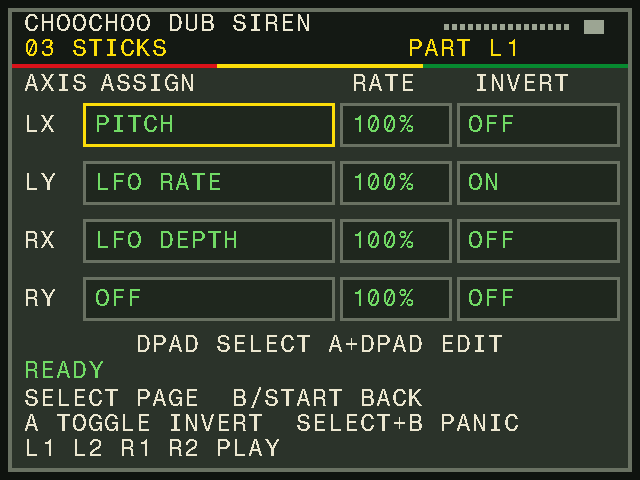 CHOOCHOO DUB SIREN
03 STICKS PART L1
AXIS ASSIGN RATE INVERT
LX PITCH 100% OFF
LY LFO RATE 100% ON
RX LFO DEPTH 100% OFF
RY OFF 100% OFF
DPAD SELECT A+DPAD EDIT
READY
SELECT PAGE B/START BACK
A TOGGLE INVERT SELECT+B PANIC
L1 L2 R1 R2 PLAY